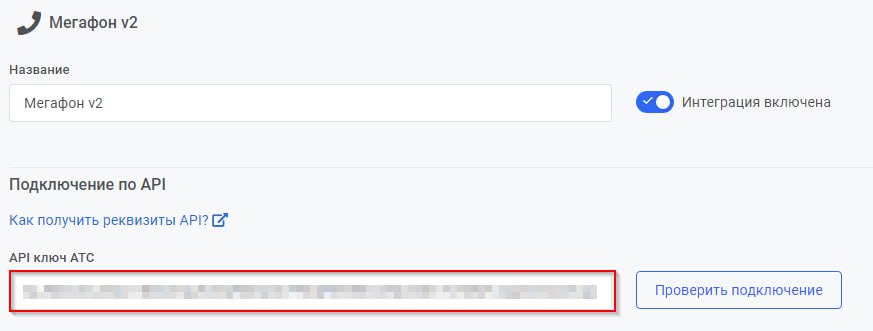 Мегафон v2
Название
Мегафон v2
Интеграция включена
Подключение по API
Как получить реквизиты API?
API ключ АТС
Проверить подключение